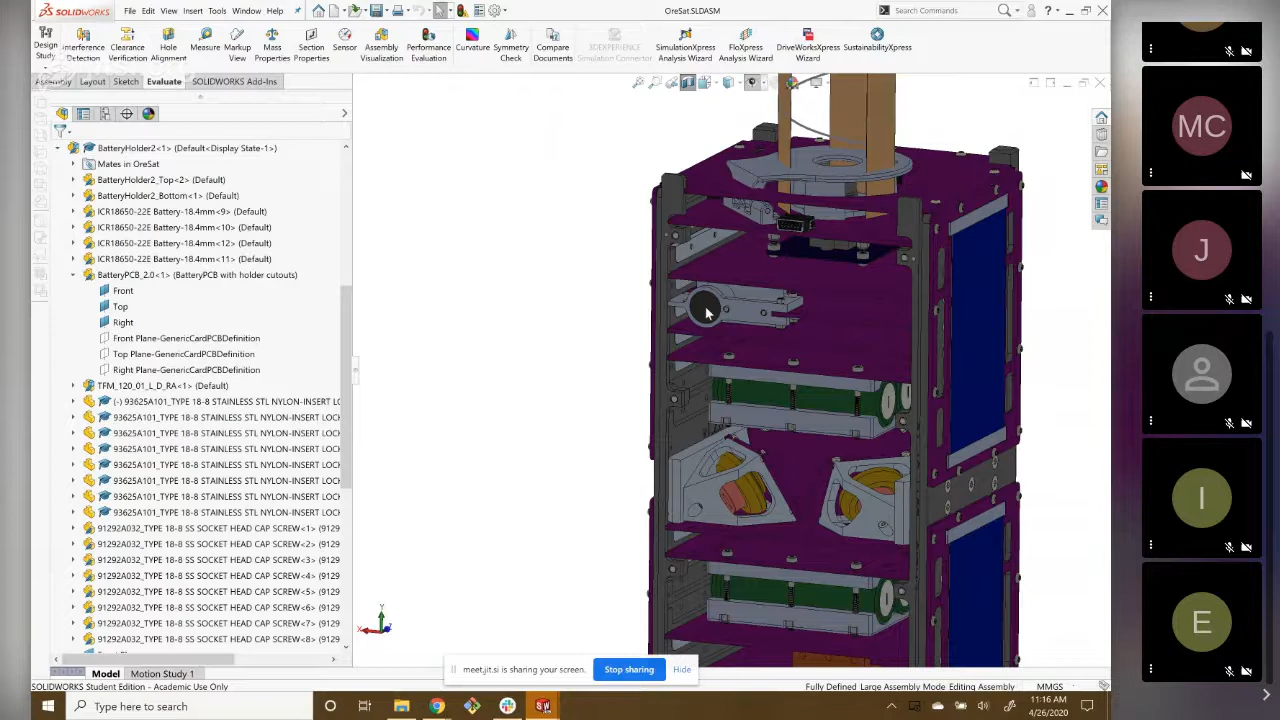 SOLIDWORKS
File Edit View Insert Tools Window Help
OreSat.SLDASM
Search Commands
Design Study
Interference Detection
Clearance Verification
Hole Alignment
Measure
Markup View
Mass Properties
Section Properties
Sensor
Assembly Visualization
Performance Evaluation
Curvature
Symmetry Check
Compare Documents
3DEXPERIENCE Simulation Connector
SimulationXpress Analysis Wizard
FloXpress Analysis Wizard
DriveWorksXpress Wizard
SustainabilityXpress
Assembly Layout Sketch Evaluate SOLIDWORKS Add-Ins
BatteryHolder2<1> (Default<Display State-1>)
Mates in OreSat
BatteryHolder2_Top<2> (Default)
BatteryHolder2_Bottom<1> (Default)
ICR18650-22E Battery-18.4mm<9> (Default)
ICR18650-22E Battery-18.4mm<10> (Default)
ICR18650-22E Battery-18.4mm<12> (Default)
ICR18650-22E Battery-18.4mm<11> (Default)
BatteryPCB_2.0<1> (BatteryPCB with holder cutouts)
Front
Top
Right
Front Plane-GenericCardPCBDefinition
Top Plane-GenericCardPCBDefinition
Right Plane-GenericCardPCBDefinition
TFM_120_01_L_D_RA<1> (Default)
(-) 93625A101_TYPE 18-8 STAINLESS STL NYLON-INSERT LO
93625A101_TYPE 18-8 STAINLESS STL NYLON-INSERT LOCK
93625A101_TYPE 18-8 STAINLESS STL NYLON-INSERT LOCK
93625A101_TYPE 18-8 STAINLESS STL NYLON-INSERT LOCK
93625A101_TYPE 18-8 STAINLESS STL NYLON-INSERT LOCK
93625A101_TYPE 18-8 STAINLESS STL NYLON-INSERT LOCK
93625A101_TYPE 18-8 STAINLESS STL NYLON-INSERT LOCK
93625A101_TYPE 18-8 STAINLESS STL NYLON-INSERT LOCK
91292A032_TYPE 18-8 SS SOCKET HEAD CAP SCREW<1> (9129
91292A032_TYPE 18-8 SS SOCKET HEAD CAP SCREW<2> (9129
91292A032_TYPE 18-8 SS SOCKET HEAD CAP SCREW<3> (9129
91292A032_TYPE 18-8 SS SOCKET HEAD CAP SCREW<4> (9129
91292A032_TYPE 18-8 SS SOCKET HEAD CAP SCREW<5> (9129
91292A032_TYPE 18-8 SS SOCKET HEAD CAP SCREW<6> (9129
91292A032_TYPE 18-8 SS SOCKET HEAD CAP SCREW<7> (9129
91292A032_TYPE 18-8 SS SOCKET HEAD CAP SCREW<8> (9129
Y
X
MC
J
I
E
meet.jit.si is sharing your screen. Stop sharing Hide
Model Motion Study 1
SOLIDWORKS Student Edition - Academic Use Only
Fully Defined Large Assembly Mode Editing Assembly MMGS
Type here to search
11:16 AM
4/26/2020